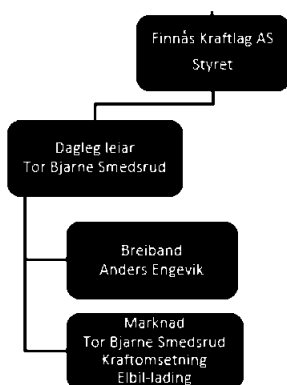 Finnås Kraftlag AS
Styret
Dagleg leiar
Tor Bjarne Smedsrud
Breiband
Anders Engevik
Marknad
Tor Bjarne Smedsrud
Kraftomsetning
Elbil-lading